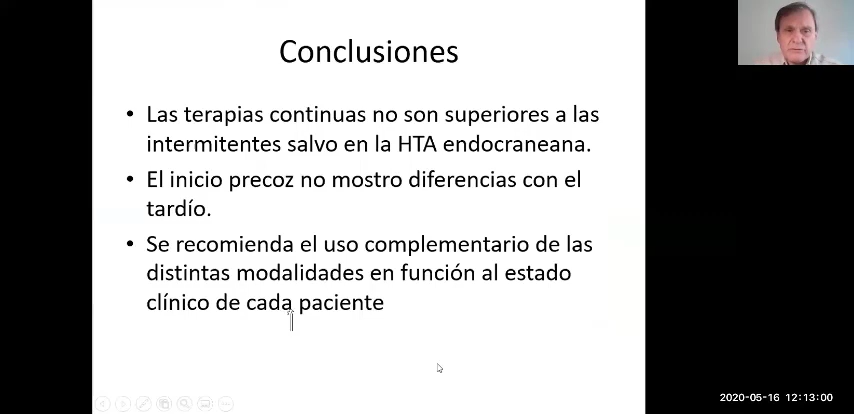 Conclusiones
• Las terapias continuas no son superiores a las
intermitentes salvo en la HTA endocraneana.
• El inicio precoz no mostro diferencias con el
tardío.
• Se recomienda el uso complementario de las
distintas modalidades en función al estado
clínico de cada paciente
2020-05-16 12:13:00